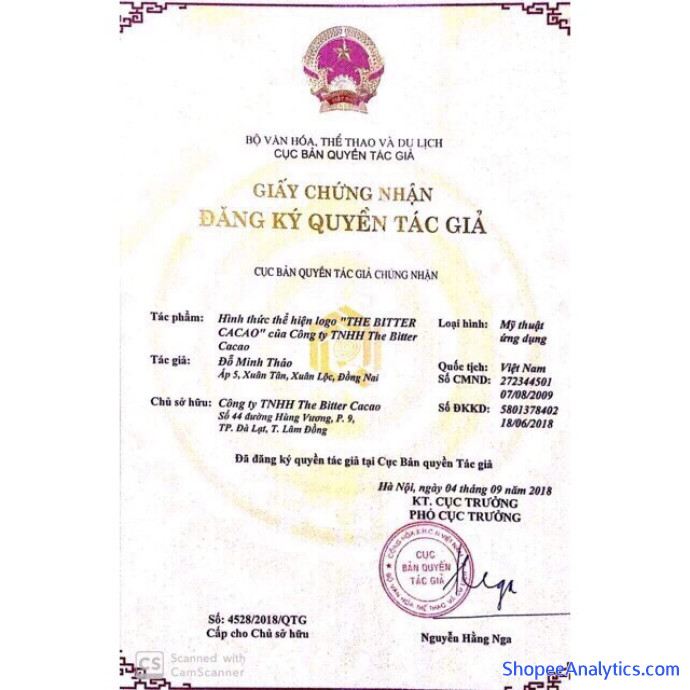 BỘ VĂN HÓA, THỂ THAO VÀ DU LỊCH
CỤC BẢN QUYỀN TÁC GIẢ
GIẤY CHỨNG NHẬN
ĐĂNG KÝ QUYỀN TÁC GIẢ
CỤC BẢN QUYỀN TÁC GIẢ CHỨNG NHẬN
Tác phẩm: Hình thức thể hiện logo "THE BITTER Loại hình: Mỹ thuật
CACAO" của Công ty TNHH The Bitter ứng dụng
Cacao
Tác giả: Đỗ Minh Thảo Quốc tịch: Việt Nam
Ấp 5, Xuân Tân, Xuân Lộc, Đồng Nai Số CMND: 272344501
07/08/2009
Chủ sở hữu: Công ty TNHH The Bitter Cacao Số ĐKKD: 5801378402
Số 44 đường Hùng Vương, P. 9, 18/06/2018
TP. Đà Lạt, T. Lâm Đồng
Đã đăng ký quyền tác giả tại Cục Bản quyền Tác giả
Hà Nội, ngày 04 tháng 09 năm 2018
KT. CỤC TRƯỞNG
PHÓ CỤC TRƯỞNG
CỤC
BẢN QUYỀN
TÁC GIẢ
Số: 4528/2018/QTG
Cấp cho Chủ sở hữu
Nguyễn Hằng Nga
CS Scanned with
CamScanner
ShopeeAnalytics.com